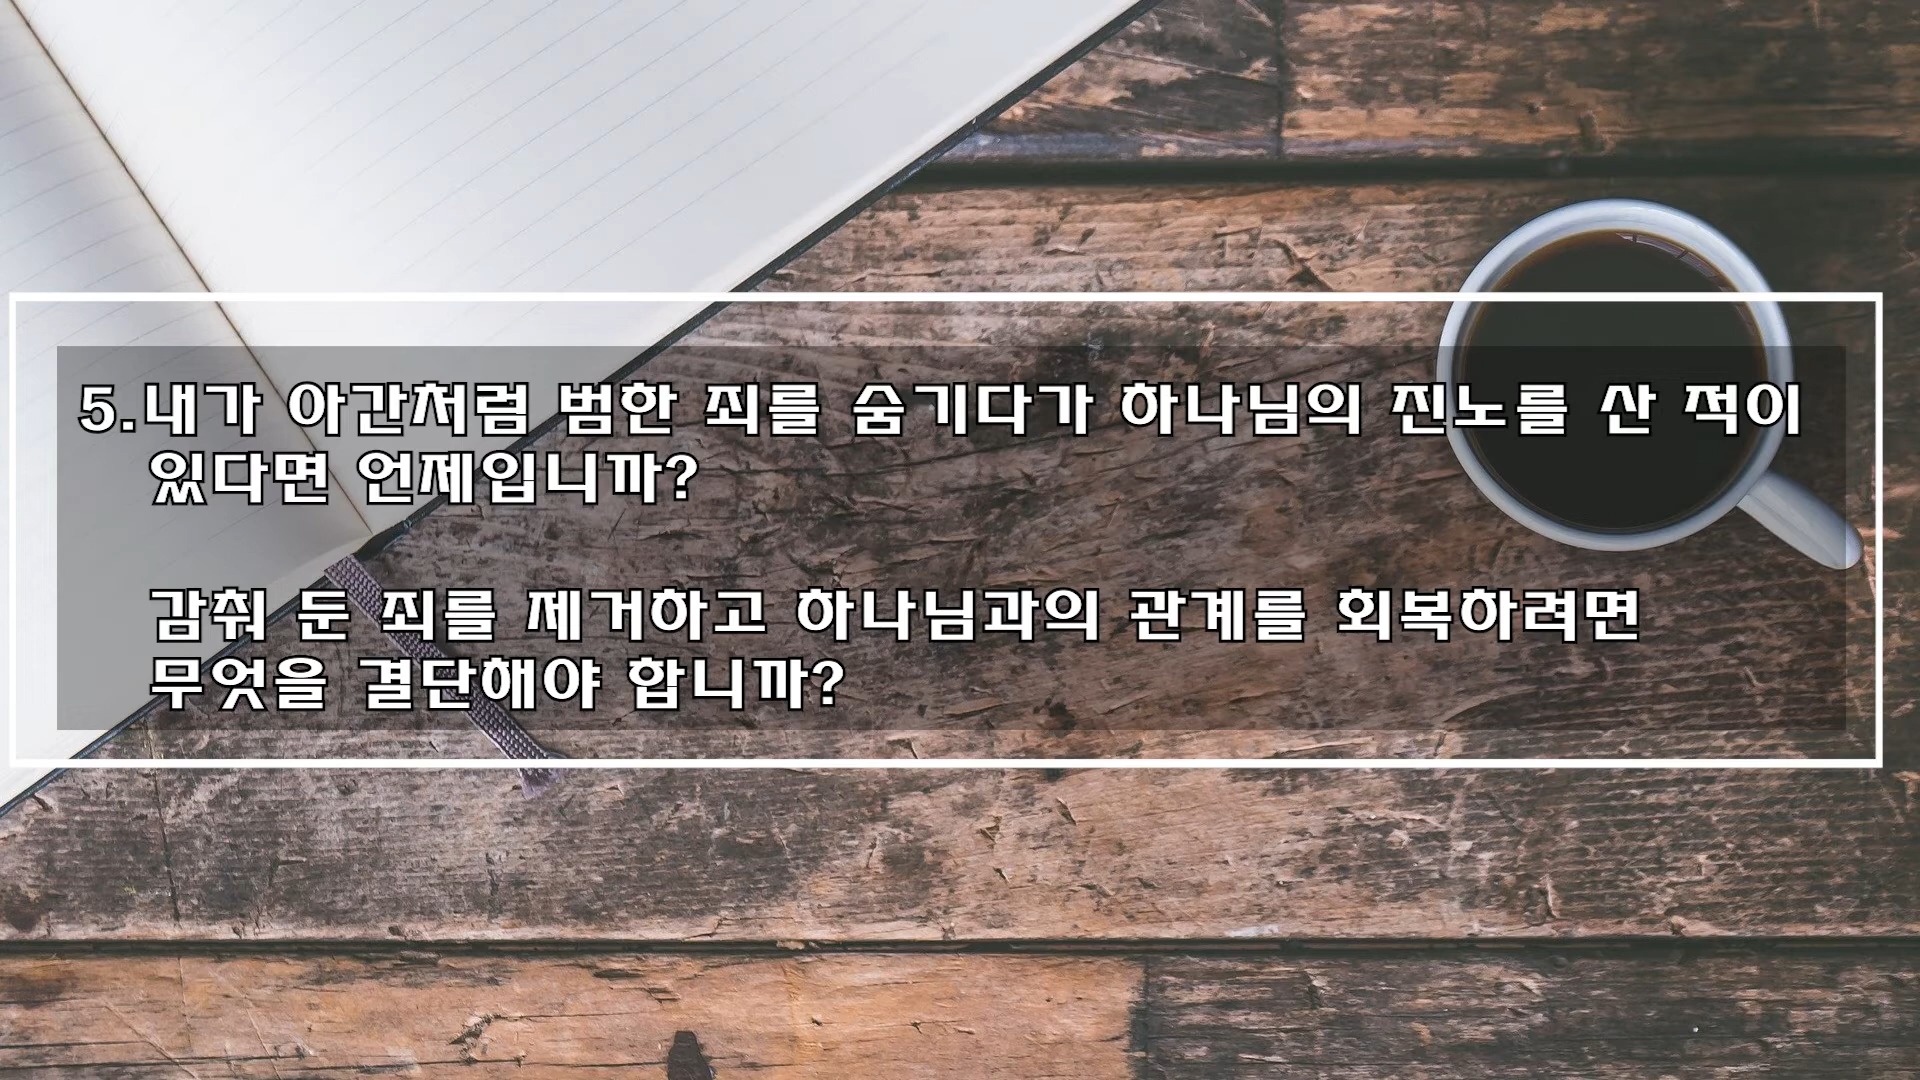 5.내가 아간처럼 범한 죄를 숨기다가 하나님의 진노를 산 적이
있다면 언제입니까?
감춰 둔 죄를 제거하고 하나님과의 관계를 회복하려면
무엇을 결단해야 합니까?